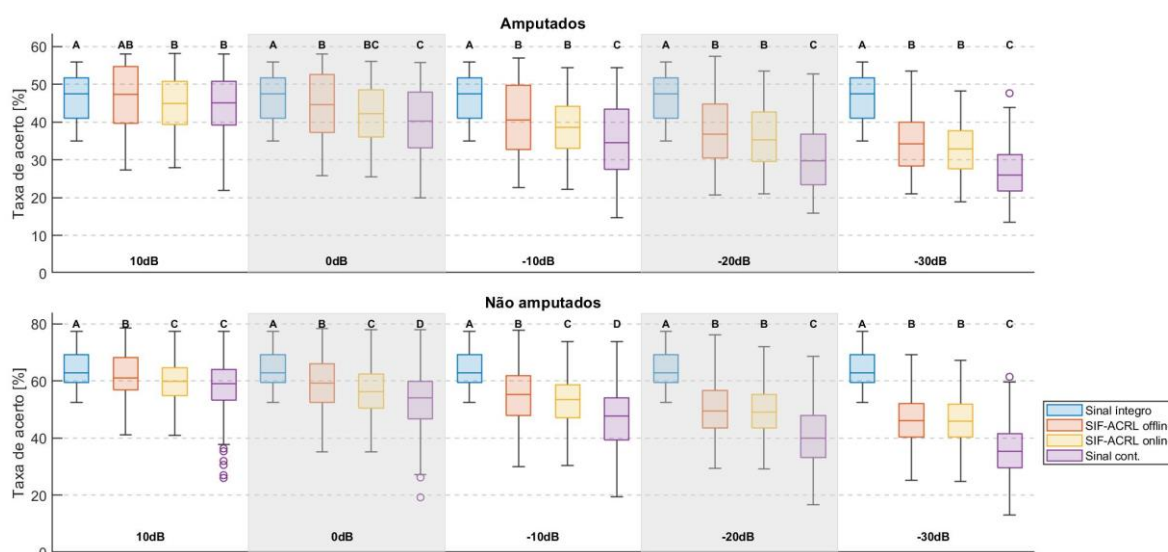 Amputados
Taxa de acerto [%]
60
50
40
30
20
10
0
A AB B B A B BC C A B B C A B B C A B B C
10dB 0dB -10dB -20dB -30dB
Não amputados
Taxa de acerto [%]
80
60
40
20
0
A B C C A B C D A B C D A B B C A B B C
10dB 0dB -10dB -20dB -30dB
Sinal íntegro
SIF-ACRL offlin
SIF-ACRL onlin
Sinal cont.